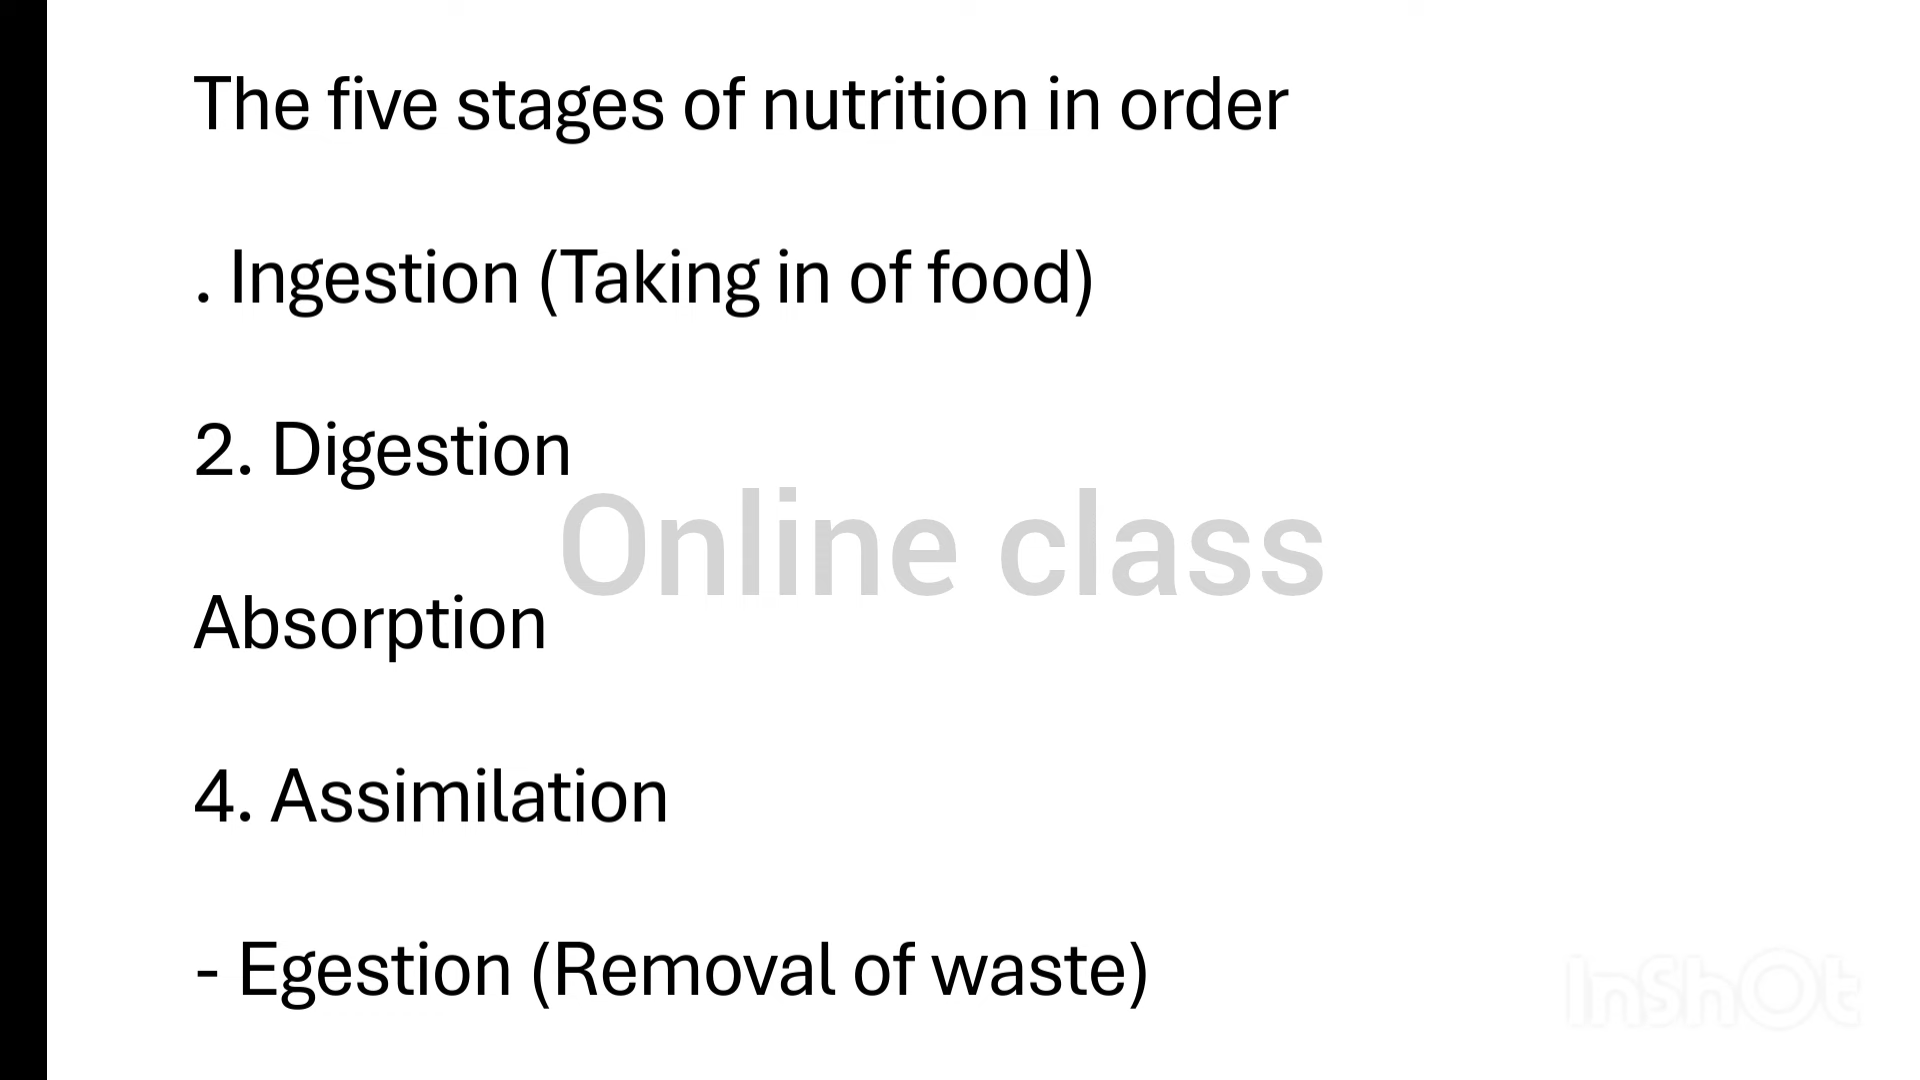 The five stages of nutrition in order
. Ingestion (Taking in of food)
2. Digestion
Online class
Absorption
4. Assimilation
- Egestion (Removal of waste)
InShOt